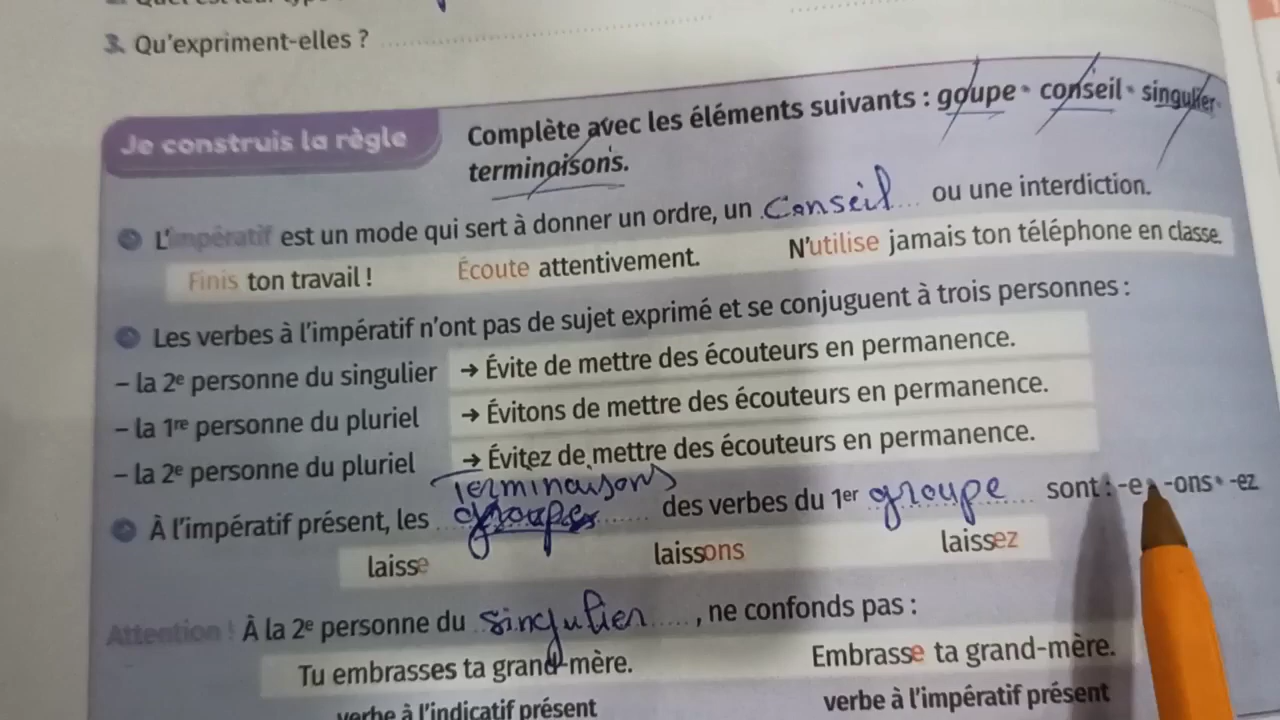 3. Qu'expriment-elles ?
Je construis la règle
Complète avec les éléments suivants : goupe • conseil • singulier •
terminaisons.
L'impératif est un mode qui sert à donner un ordre, un Conseil ou une interdiction.
Finis ton travail ! Écoute attentivement. N'utilise jamais ton téléphone en classe.
Les verbes à l'impératif n'ont pas de sujet exprimé et se conjuguent à trois personnes :
– la 2e personne du singulier → Évite de mettre des écouteurs en permanence.
– la 1re personne du pluriel → Évitons de mettre des écouteurs en permanence.
– la 2e personne du pluriel → Évitez de mettre des écouteurs en permanence.
Terminaisons
À l'impératif présent, les groupes des verbes du 1er groupe sont : -e • -ons • -ez
laisse laissons laissez
Attention ! À la 2e personne du singulier, ne confonds pas :
Tu embrasses ta grand-mère. Embrasse ta grand-mère.
verbe à l'indicatif présent verbe à l'impératif présent